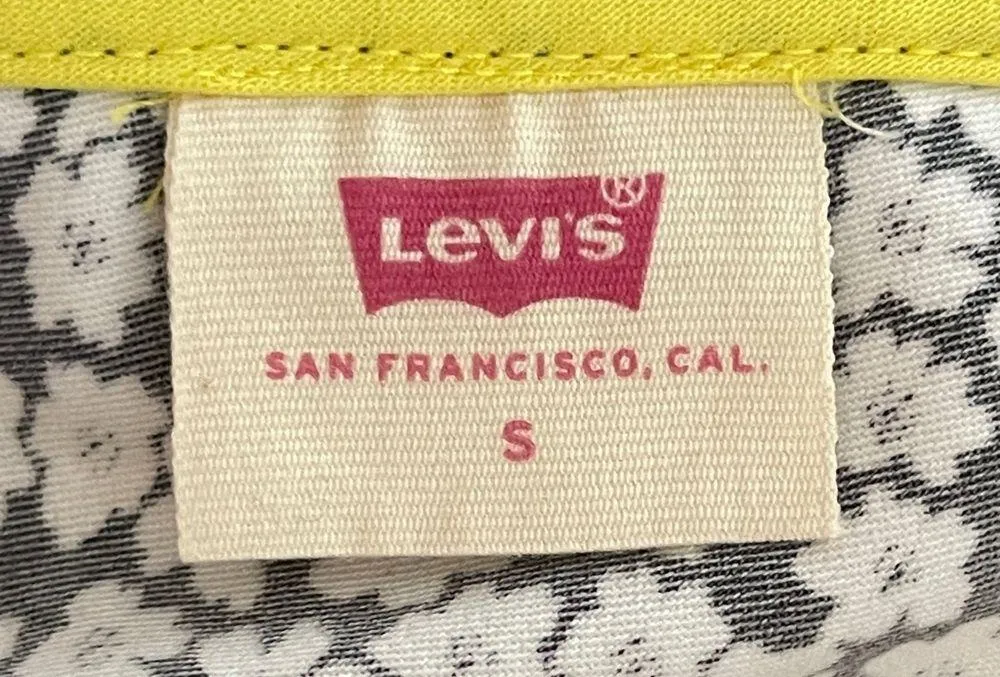 Levi's®
SAN FRANCISCO, CAL.
S